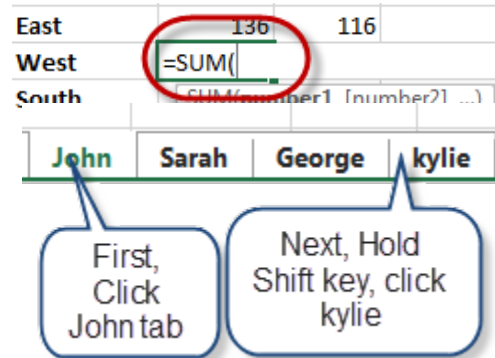 East 136 116
West =SUM(
South SUM(number1, [number2], ...)
John Sarah George kylie
First,
Click
John tab
Next, Hold
Shift key, click
kylie